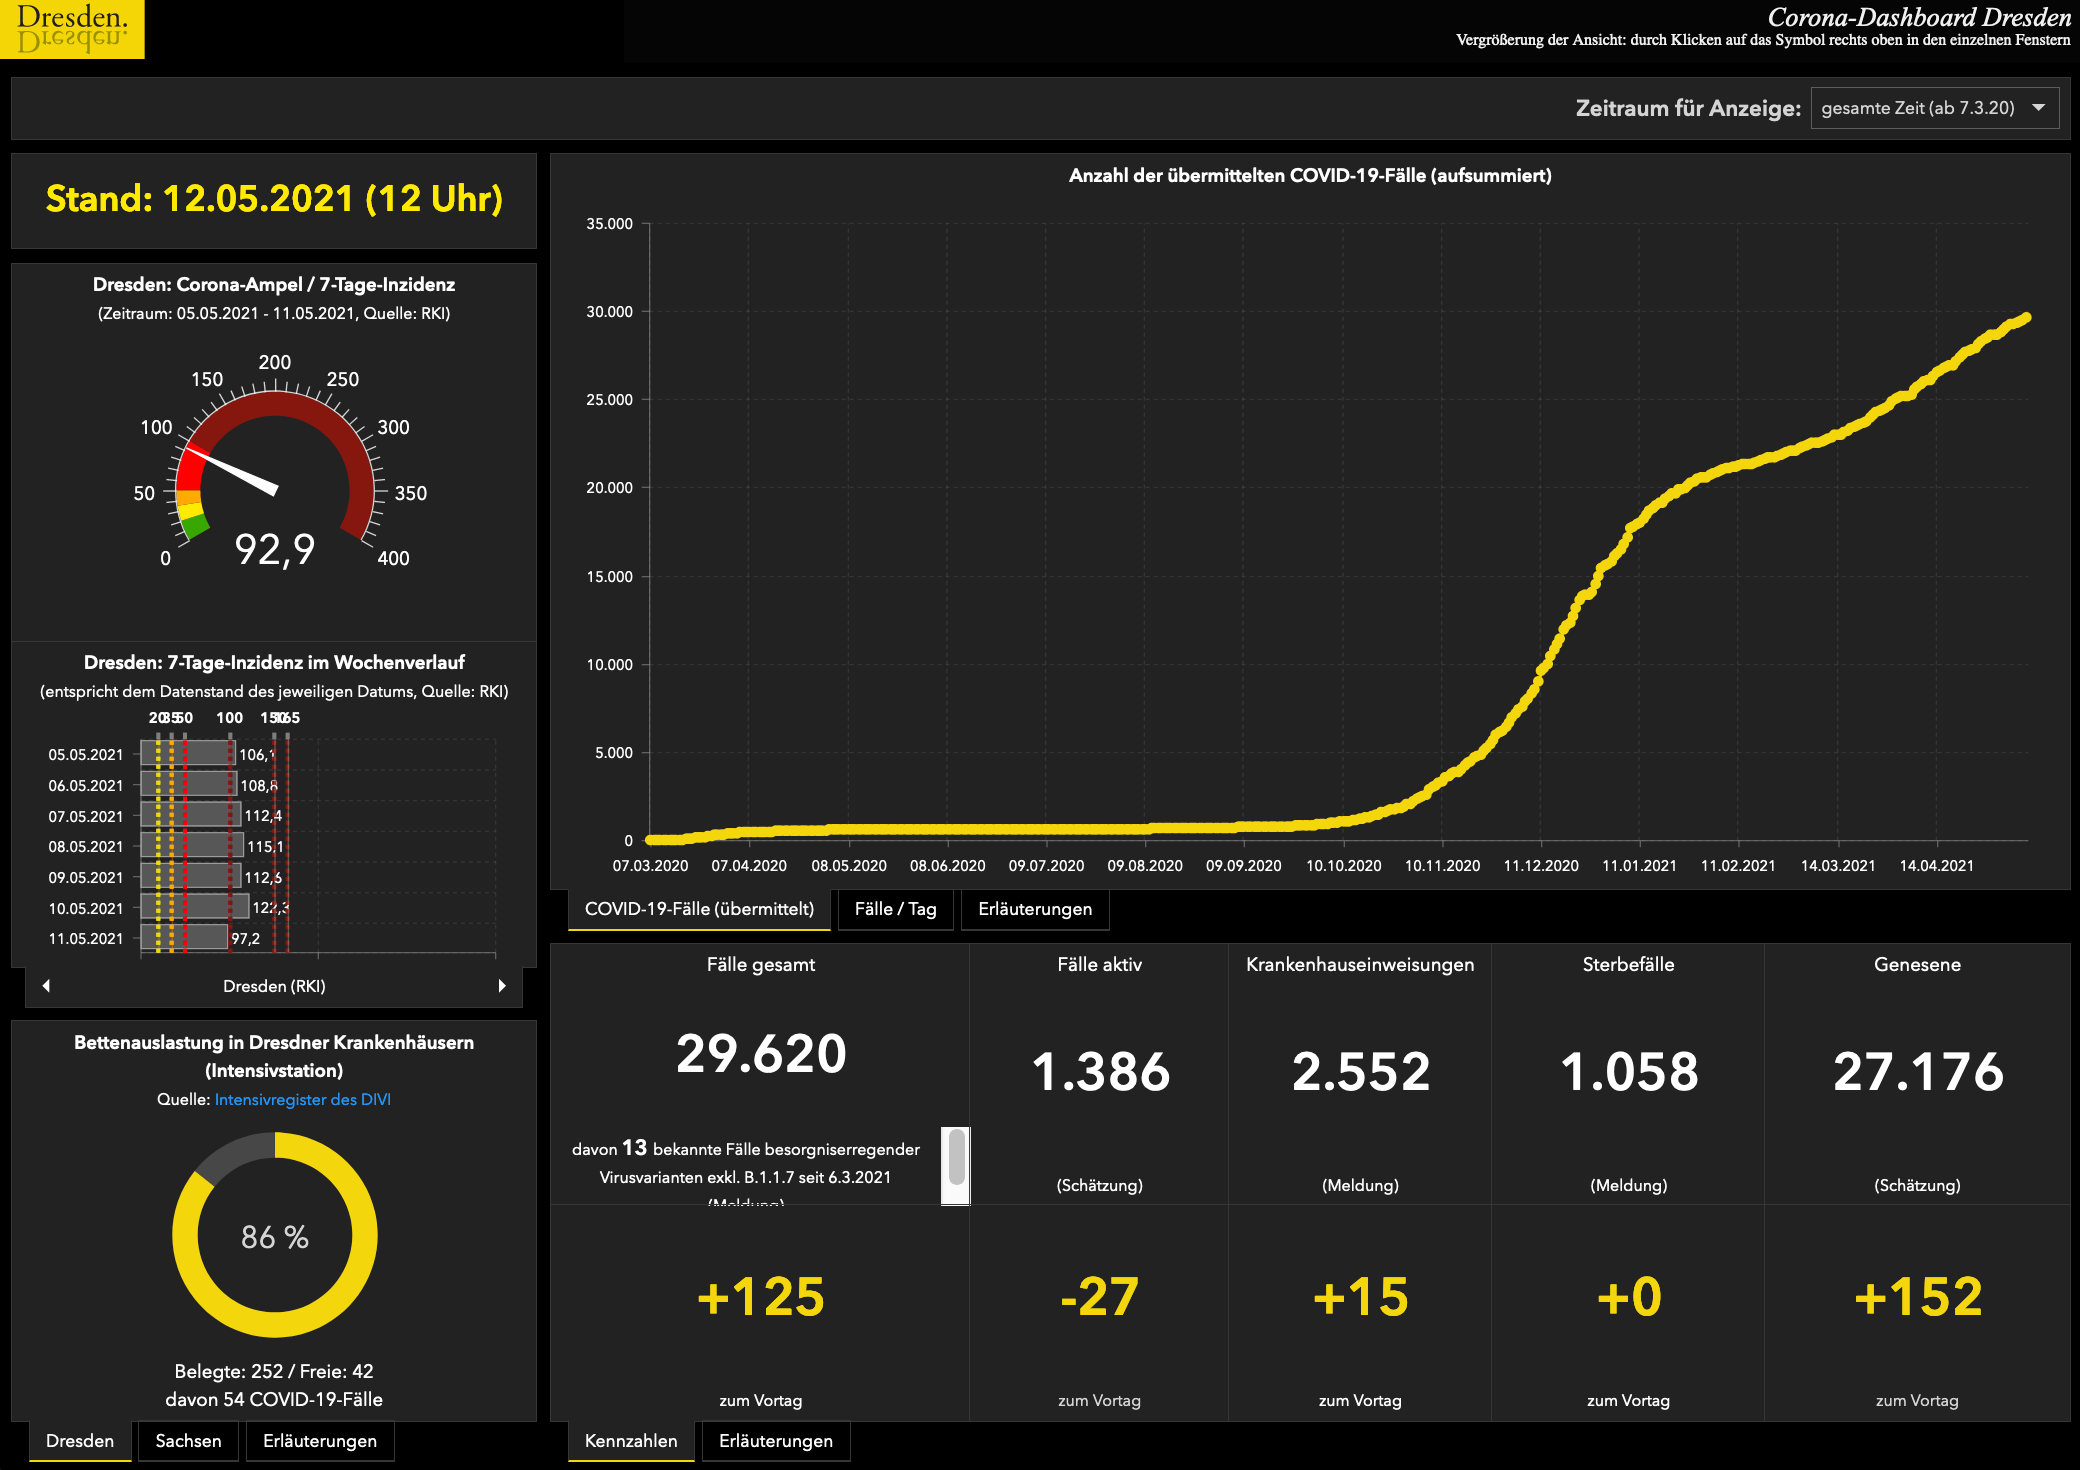 Dresden.
Dresden.
Corona-Dashboard Dresden
Vergrößerung der Ansicht: durch Klicken auf das Symbol rechts oben in den einzelnen Fenstern
Zeitraum für Anzeige: gesamte Zeit (ab 7.3.20)
Stand: 12.05.2021 (12 Uhr)
Dresden: Corona-Ampel / 7-Tage-Inzidenz
(Zeitraum: 05.05.2021 - 11.05.2021, Quelle: RKI)
0 50 100 150 200 250 300 350 400
92,9
Dresden: 7-Tage-Inzidenz im Wochenverlauf
(entspricht dem Datenstand des jeweiligen Datums, Quelle: RKI)
20 35 50 100 150 165
05.05.2021 106,1
06.05.2021 108,8
07.05.2021 112,4
08.05.2021 115,1
09.05.2021 112,6
10.05.2021 122,3
11.05.2021 97,2
Dresden (RKI)
Bettenauslastung in Dresdner Krankenhäusern
(Intensivstation)
Quelle: Intensivregister des DIVI
86 %
Belegte: 252 / Freie: 42
davon 54 COVID-19-Fälle
Dresden Sachsen Erläuterungen
Anzahl der übermittelten COVID-19-Fälle (aufsummiert)
35.000
30.000
25.000
20.000
15.000
10.000
5.000
0
07.03.2020 07.04.2020 08.05.2020 08.06.2020 09.07.2020 09.08.2020 09.09.2020 10.10.2020 10.11.2020 11.12.2020 11.01.2021 11.02.2021 14.03.2021 14.04.2021
COVID-19-Fälle (übermittelt) Fälle / Tag Erläuterungen
Fälle gesamt
29.620
davon 13 bekannte Fälle besorgniserregender
Virusvarianten exkl. B.1.1.7 seit 6.3.2021
(Meldung)
+125
zum Vortag
Fälle aktiv
1.386
(Schätzung)
-27
zum Vortag
Krankenhauseinweisungen
2.552
(Meldung)
+15
zum Vortag
Sterbefälle
1.058
(Meldung)
+0
zum Vortag
Genesene
27.176
(Schätzung)
+152
zum Vortag
Kennzahlen Erläuterungen